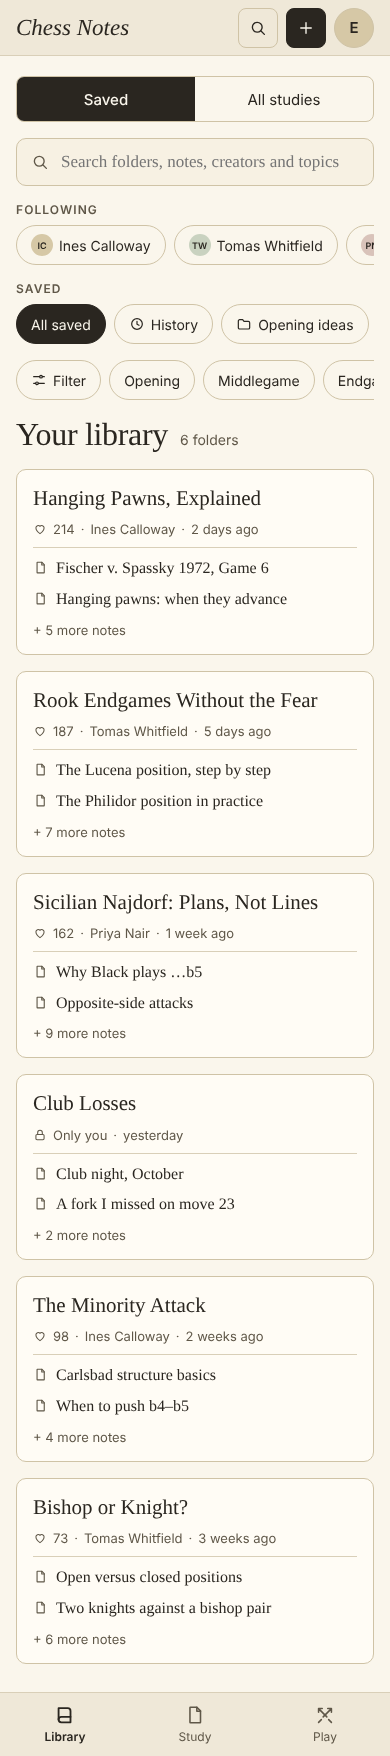 Chess Notes
E
Saved
All studies
Search folders, notes, creators and topics
FOLLOWING
IC Ines Calloway
TW Tomas Whitfield
SAVED
All saved
History
Opening ideas
Filter
Opening
Middlegame
Your library
6 folders
Hanging Pawns, Explained
214 · Ines Calloway · 2 days ago
Fischer v. Spassky 1972, Game 6
Hanging pawns: when they advance
+ 5 more notes
Rook Endgames Without the Fear
187 · Tomas Whitfield · 5 days ago
The Lucena position, step by step
The Philidor position in practice
+ 7 more notes
Sicilian Najdorf: Plans, Not Lines
162 · Priya Nair · 1 week ago
Why Black plays …b5
Opposite-side attacks
+ 9 more notes
Club Losses
Only you · yesterday
Club night, October
A fork I missed on move 23
+ 2 more notes
The Minority Attack
98 · Ines Calloway · 2 weeks ago
Carlsbad structure basics
When to push b4–b5
+ 4 more notes
Bishop or Knight?
73 · Tomas Whitfield · 3 weeks ago
Open versus closed positions
Two knights against a bishop pair
+ 6 more notes
Library
Study
Play